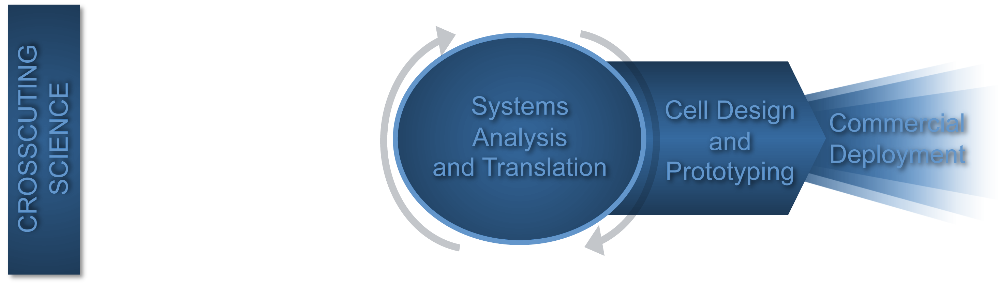 CROSSCUTING
SCIENCE
Systems
Analysis
and Translation
Cell Design
and
Prototyping
Commercial
Deployment